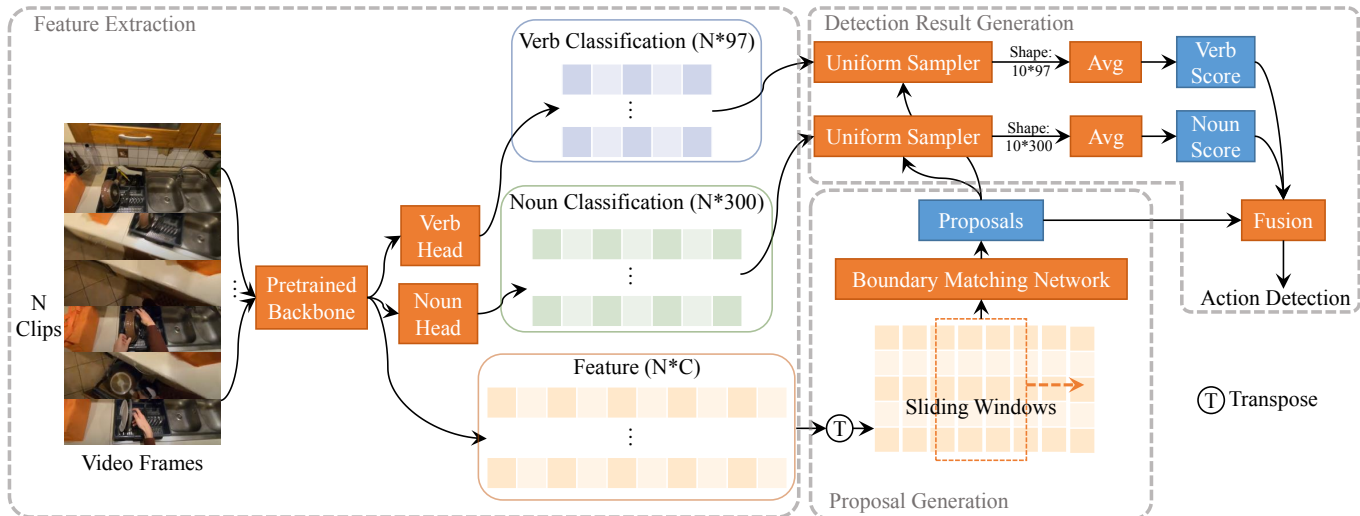 Feature Extraction
N
Clips
Video Frames
⋮
Pretrained
Backbone
Verb
Head
Noun
Head
Verb Classification (N*97)
⋮
Noun Classification (N*300)
⋮
Feature (N*C)
⋮
Detection Result Generation
Uniform Sampler
Shape:
10*97
Avg
Verb
Score
Uniform Sampler
Shape:
10*300
Avg
Noun
Score
Proposals
Fusion
Boundary Matching Network
Action Detection
Sliding Windows
T
T Transpose
Proposal Generation